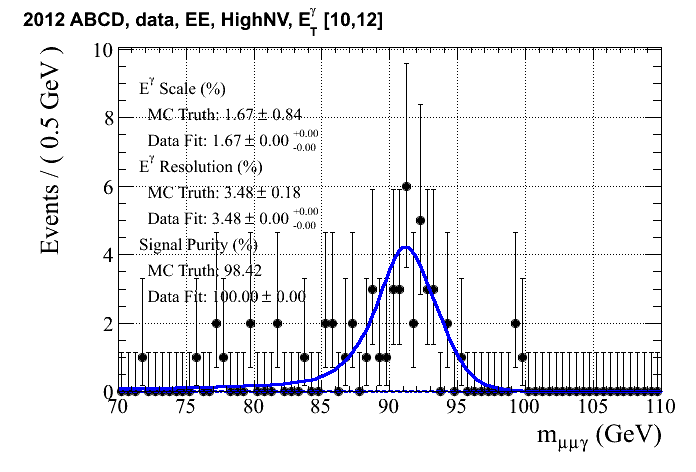 2012 ABCD, data, EE, HighNV, E_T^γ [10,12]
Events / ( 0.5 GeV )
10
8
6
4
2
0
E^γ Scale (%)
MC Truth: 1.67 ± 0.84
Data Fit: 1.67 ± 0.00 +0.00 -0.00
E^γ Resolution (%)
MC Truth: 3.48 ± 0.18
Data Fit: 3.48 ± 0.00 +0.00 -0.00
Signal Purity (%)
MC Truth: 98.42
Data Fit: 100.00 ± 0.00
70 75 80 85 90 95 100 105 110
m_μμγ (GeV)